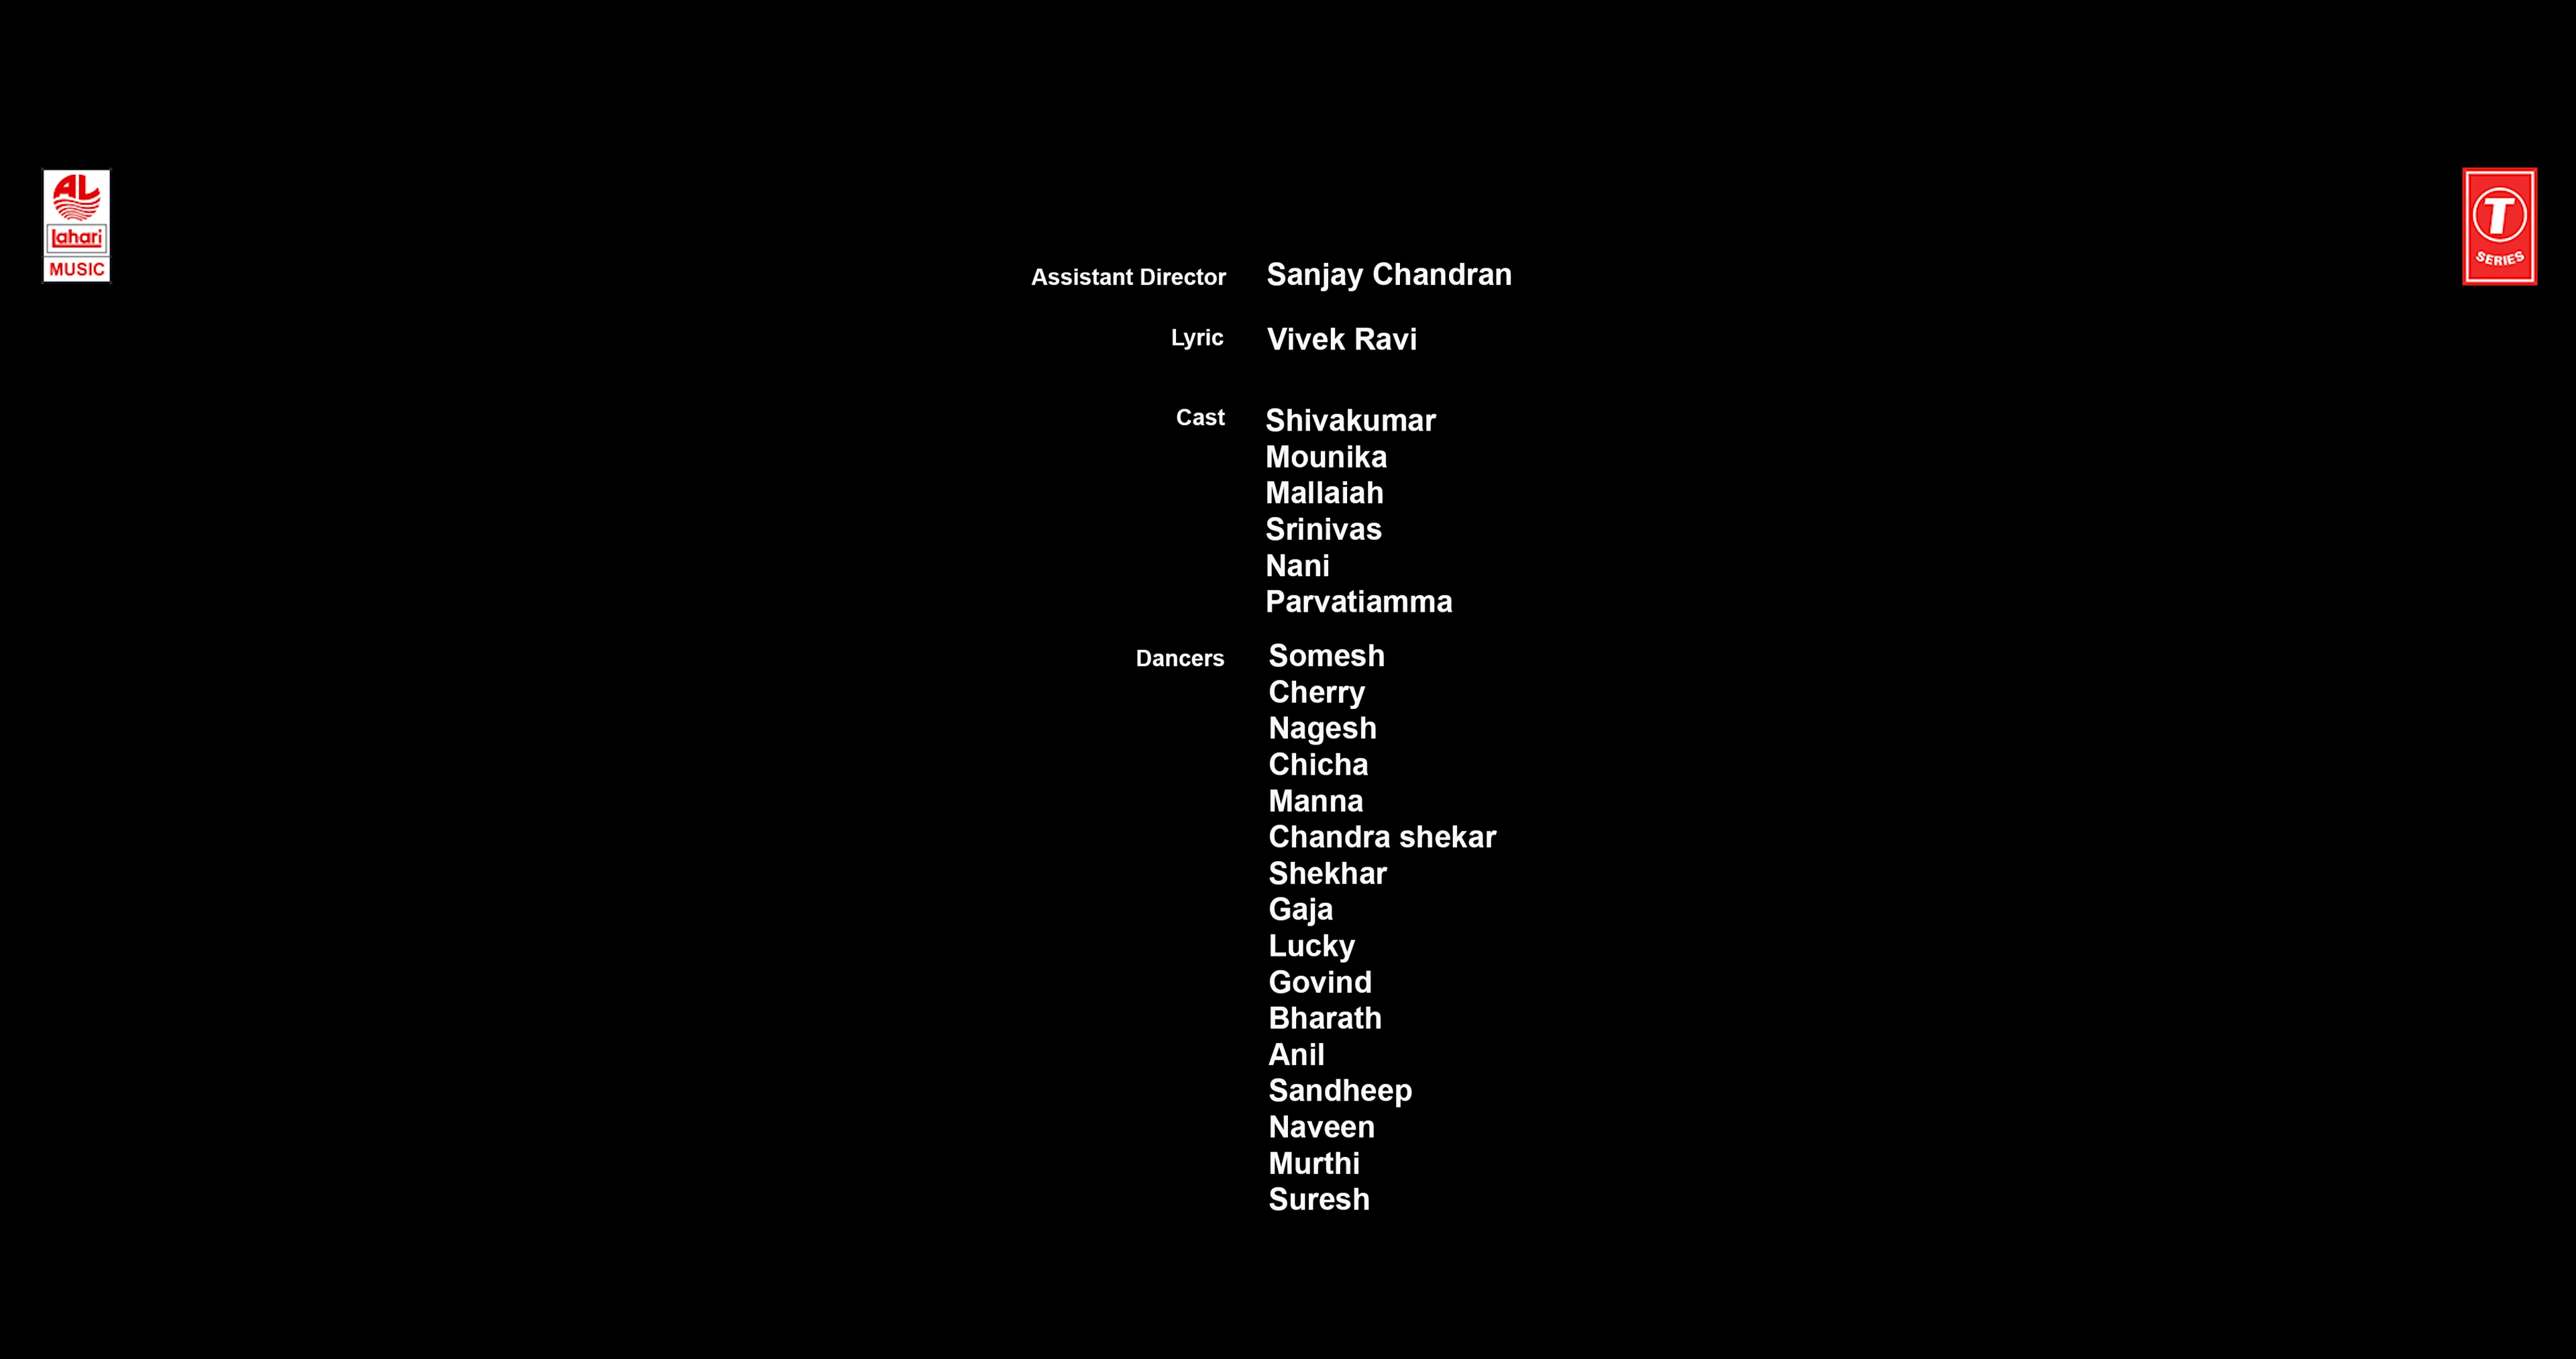 AL
Lahari
MUSIC
T
SERIES
Assistant Director Sanjay Chandran
Lyric Vivek Ravi
Cast Shivakumar
Mounika
Mallaiah
Srinivas
Nani
Parvatiamma
Dancers Somesh
Cherry
Nagesh
Chicha
Manna
Chandra shekar
Shekhar
Gaja
Lucky
Govind
Bharath
Anil
Sandheep
Naveen
Murthi
Suresh